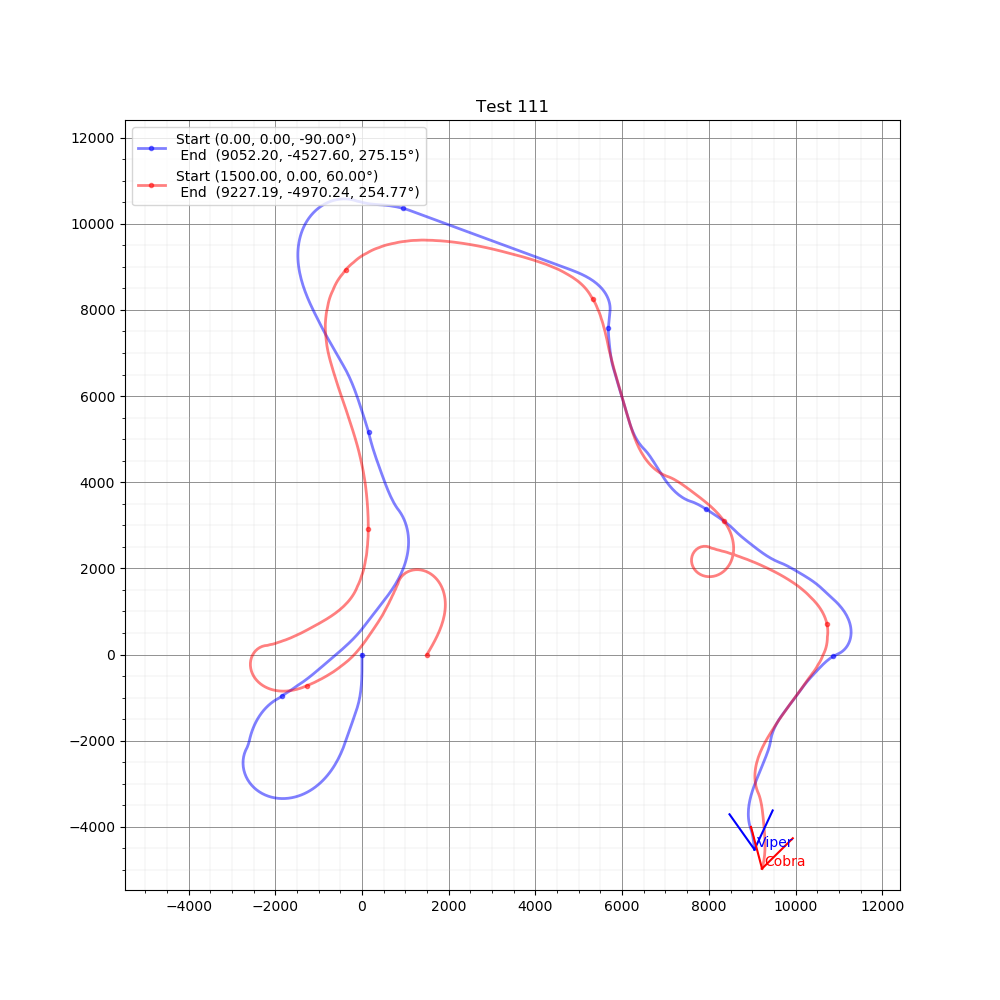 Test 111
Start (0.00, 0.00, -90.00°)
End  (9052.20, -4527.60, 275.15°)
Start (1500.00, 0.00, 60.00°)
End  (9227.19, -4970.24, 254.77°)
12000
10000
8000
6000
4000
2000
0
−2000
−4000
Viper
Cobra
−4000 −2000 0 2000 4000 6000 8000 10000 12000